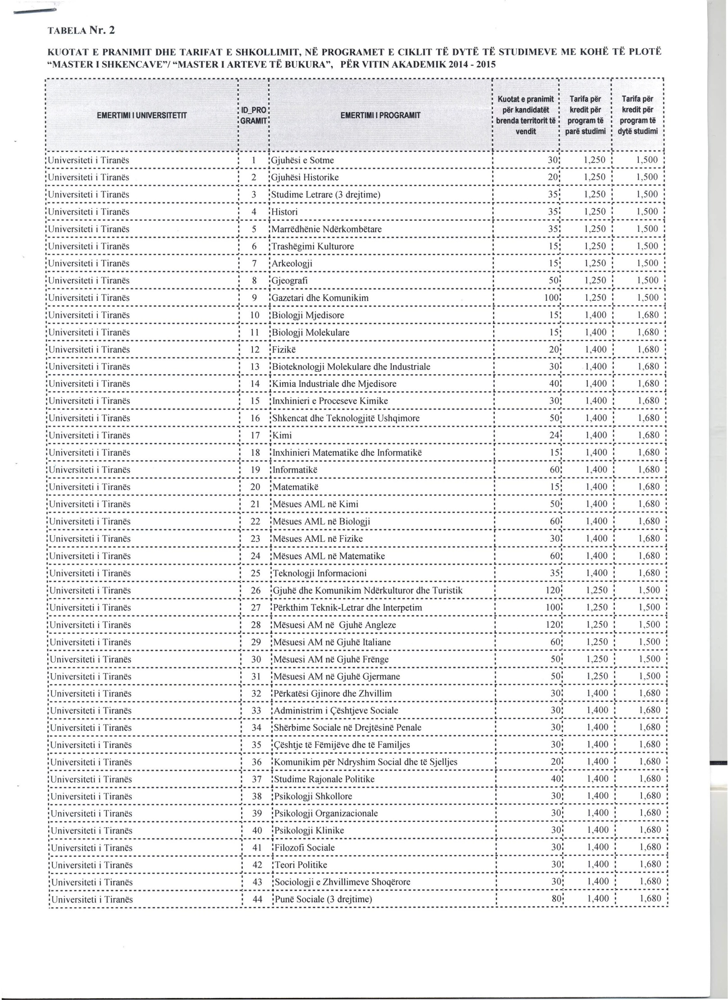 TABELA Nr. 2
KUOTAT E PRANIMIT DHE TARIFAT E SHKOLLIMIT, NË PROGRAMET E CIKLIT TË DYTË TË STUDIMEVE ME KOHË TË PLOTË
“MASTER I SHKENCAVE”/ “MASTER I ARTEVE TË BUKURA”, PËR VITIN AKADEMIK 2014 - 2015
EMERTIMI I UNIVERSITETIT ID_PROGRAMIT EMERTIMI I PROGRAMIT Kuotat e pranimit për kandidatët brenda territorit të vendit Tarifa për kredit për program të parë studimi Tarifa për kredit për program të dytë studimi
Universiteti i Tiranës 1 Gjuhësi e Sotme 30 1,250 1,500
Universiteti i Tiranës 2 Gjuhësi Historike 20 1,250 1,500
Universiteti i Tiranës 3 Studime Letrare (3 drejtime) 35 1,250 1,500
Universiteti i Tiranës 4 Histori 35 1,250 1,500
Universiteti i Tiranës 5 Marrëdhënie Ndërkombëtare 35 1,250 1,500
Universiteti i Tiranës 6 Trashëgimi Kulturore 15 1,250 1,500
Universiteti i Tiranës 7 Arkeologji 15 1,250 1,500
Universiteti i Tiranës 8 Gjeografi 50 1,250 1,500
Universiteti i Tiranës 9 Gazetari dhe Komunikim 100 1,250 1,500
Universiteti i Tiranës 10 Biologji Mjedisore 15 1,400 1,680
Universiteti i Tiranës 11 Biologji Molekulare 15 1,400 1,680
Universiteti i Tiranës 12 Fizikë 20 1,400 1,680
Universiteti i Tiranës 13 Bioteknologji Molekulare dhe Industriale 30 1,400 1,680
Universiteti i Tiranës 14 Kimia Industriale dhe Mjedisore 40 1,400 1,680
Universiteti i Tiranës 15 Inxhinieri e Proceseve Kimike 30 1,400 1,680
Universiteti i Tiranës 16 Shkencat dhe Teknologjitë Ushqimore 50 1,400 1,680
Universiteti i Tiranës 17 Kimi 24 1,400 1,680
Universiteti i Tiranës 18 Inxhinieri Matematike dhe Informatikë 15 1,400 1,680
Universiteti i Tiranës 19 Informatikë 60 1,400 1,680
Universiteti i Tiranës 20 Matematikë 15 1,400 1,680
Universiteti i Tiranës 21 Mësues AML në Kimi 50 1,400 1,680
Universiteti i Tiranës 22 Mësues AML në Biologji 60 1,400 1,680
Universiteti i Tiranës 23 Mësues AML në Fizike 30 1,400 1,680
Universiteti i Tiranës 24 Mësues AML në Matematike 60 1,400 1,680
Universiteti i Tiranës 25 Teknologji Informacioni 35 1,400 1,680
Universiteti i Tiranës 26 Gjuhë dhe Komunikim Ndërkulturor dhe Turistik 120 1,250 1,500
Universiteti i Tiranës 27 Përkthim Teknik-Letrar dhe Interpetim 100 1,250 1,500
Universiteti i Tiranës 28 Mësuesi AM në Gjuhë Angleze 120 1,250 1,500
Universiteti i Tiranës 29 Mësuesi AM në Gjuhë Italiane 60 1,250 1,500
Universiteti i Tiranës 30 Mësuesi AM në Gjuhë Frënge 50 1,250 1,500
Universiteti i Tiranës 31 Mësuesi AM në Gjuhë Gjermane 50 1,250 1,500
Universiteti i Tiranës 32 Përkatësi Gjinore dhe Zhvillim 30 1,400 1,680
Universiteti i Tiranës 33 Administrim i Çështjeve Sociale 30 1,400 1,680
Universiteti i Tiranës 34 Shërbime Sociale në Drejtësinë Penale 30 1,400 1,680
Universiteti i Tiranës 35 Çështje të Fëmijëve dhe të Familjes 30 1,400 1,680
Universiteti i Tiranës 36 Komunikim për Ndryshim Social dhe të Sjelljes 20 1,400 1,680
Universiteti i Tiranës 37 Studime Rajonale Politike 40 1,400 1,680
Universiteti i Tiranës 38 Psikologji Shkollore 30 1,400 1,680
Universiteti i Tiranës 39 Psikologji Organizacionale 30 1,400 1,680
Universiteti i Tiranës 40 Psikologji Klinike 30 1,400 1,680
Universiteti i Tiranës 41 Filozofi Sociale 30 1,400 1,680
Universiteti i Tiranës 42 Teori Politike 30 1,400 1,680
Universiteti i Tiranës 43 Sociologji e Zhvillimeve Shoqërore 30 1,400 1,680
Universiteti i Tiranës 44 Punë Sociale (3 drejtime) 80 1,400 1,680